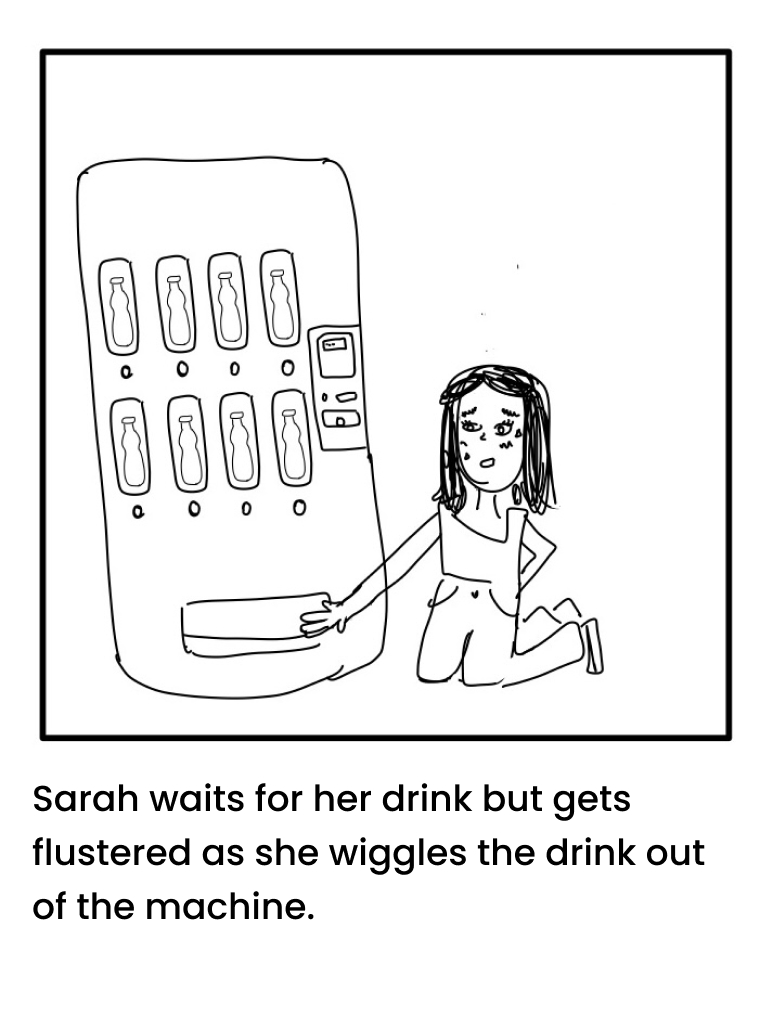 Sarah waits for her drink but gets
flustered as she wiggles the drink out
of the machine.